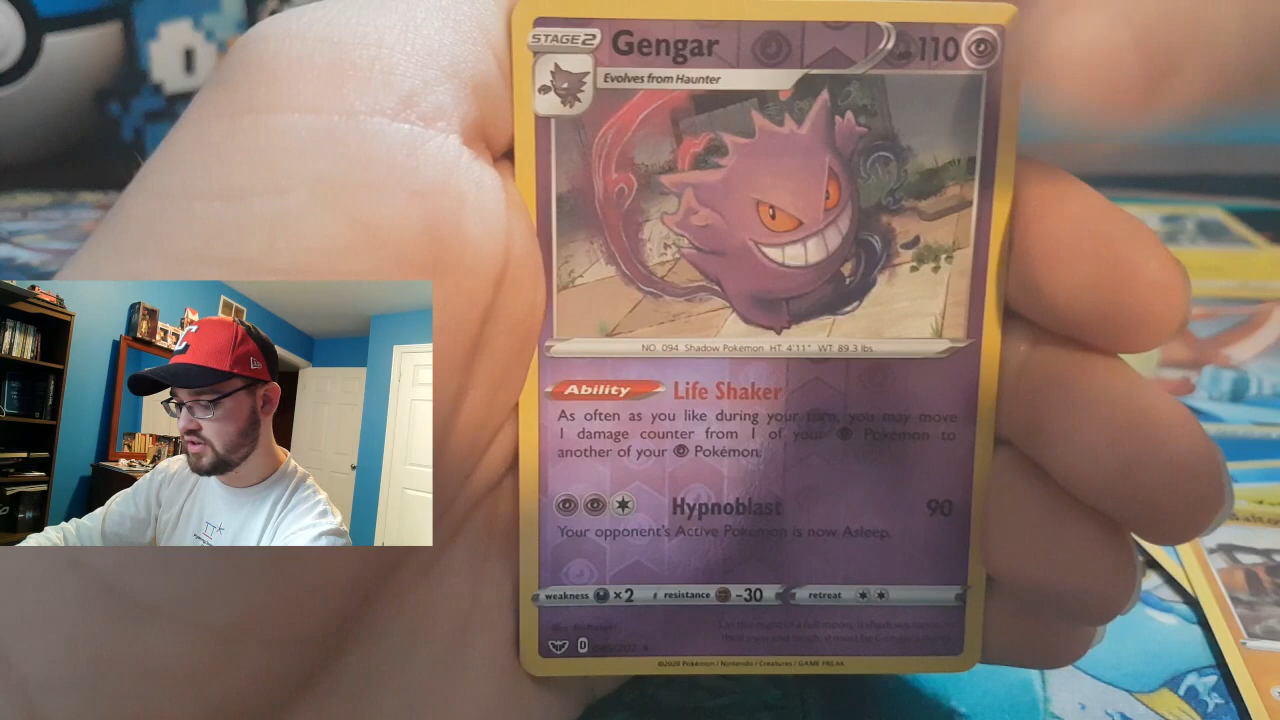 STAGE 2 Gengar 110
Evolves from Haunter
NO. 094 Shadow Pokémon HT. 4'11" WT. 89.3 lbs.
Ability Life Shaker
As often as you like during your turn, you may move
1 damage counter from 1 of your Pokémon to
another of your Pokémon.
Hypnoblast 90
Your opponent's Active Pokémon is now Asleep.
weakness ×2 resistance -30 retreat
D /202
©2020 Pokémon / Nintendo / Creatures / GAME FREAK
C